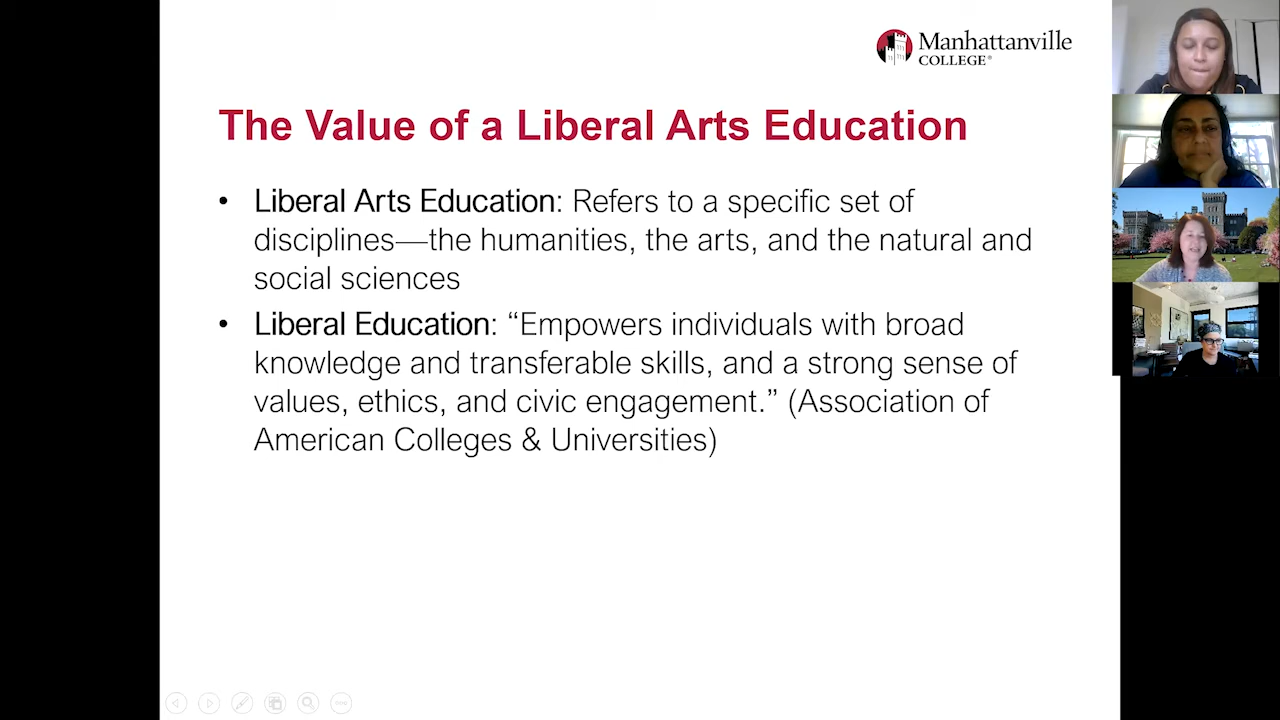 Manhattanville
COLLEGE®
The Value of a Liberal Arts Education
• Liberal Arts Education: Refers to a specific set of
disciplines—the humanities, the arts, and the natural and
social sciences
• Liberal Education: “Empowers individuals with broad
knowledge and transferable skills, and a strong sense of
values, ethics, and civic engagement.” (Association of
American Colleges & Universities)